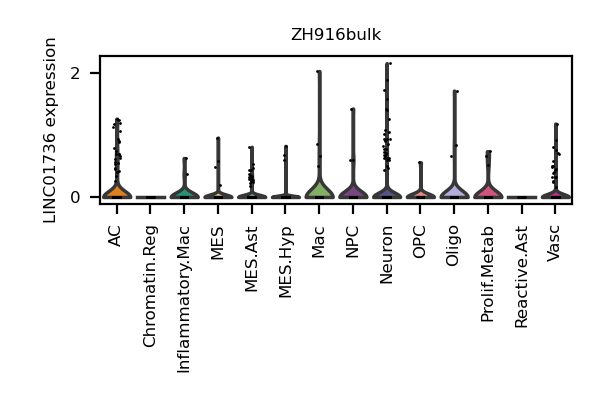 ZH916bulk
LINC01736 expression
2
0
AC
Chromatin.Reg
Inflammatory.Mac
MES
MES.Ast
MES.Hyp
Mac
NPC
Neuron
OPC
Oligo
Prolif.Metab
Reactive.Ast
Vasc